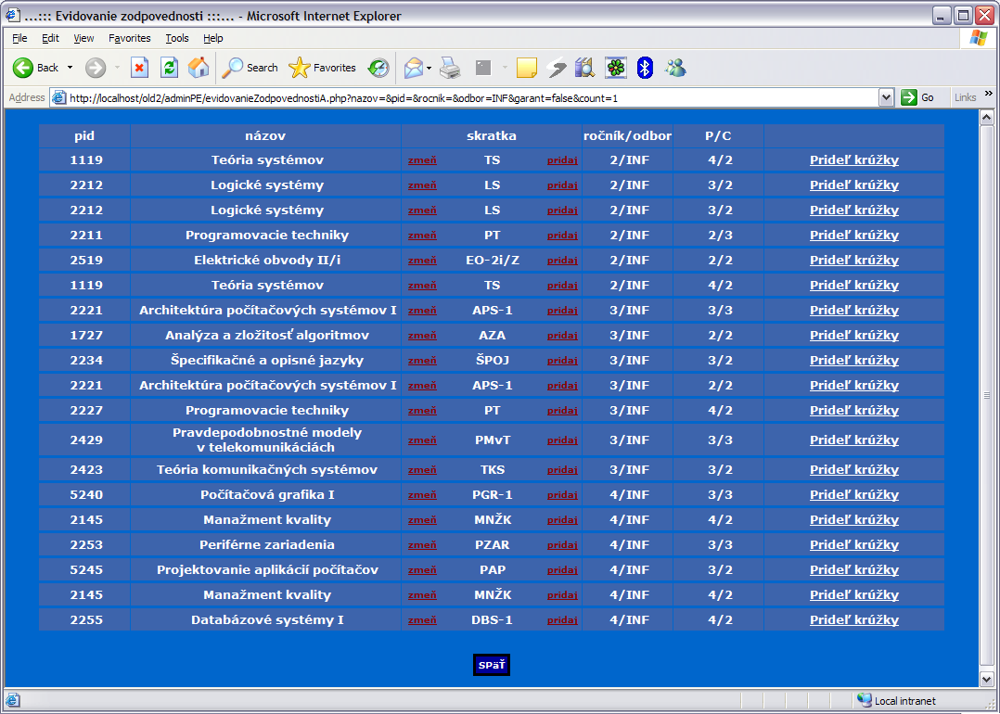 ...::: Evidovanie zodpovednosti :::... - Microsoft Internet Explorer
File Edit View Favorites Tools Help
Back Search Favorites
Address http://localhost/old2/adminPE/evidovanieZodpovednostiA.php?nazov=&pid=&rocnik=&odbor=INF&garant=false&count=1 Go Links »
pid názov skratka ročník/odbor P/C
1119 Teória systémov zmeň TS pridaj 2/INF 4/2 Prideľ krúžky
2212 Logické systémy zmeň LS pridaj 2/INF 3/2 Prideľ krúžky
2212 Logické systémy zmeň LS pridaj 2/INF 3/2 Prideľ krúžky
2211 Programovacie techniky zmeň PT pridaj 2/INF 2/3 Prideľ krúžky
2519 Elektrické obvody II/i zmeň EO-2i/Z pridaj 2/INF 2/2 Prideľ krúžky
1119 Teória systémov zmeň TS pridaj 2/INF 4/2 Prideľ krúžky
2221 Architektúra počítačových systémov I zmeň APS-1 pridaj 3/INF 3/3 Prideľ krúžky
1727 Analýza a zložitosť algoritmov zmeň AZA pridaj 3/INF 2/2 Prideľ krúžky
2234 Špecifikačné a opisné jazyky zmeň ŠPOJ pridaj 3/INF 3/2 Prideľ krúžky
2221 Architektúra počítačových systémov I zmeň APS-1 pridaj 3/INF 2/2 Prideľ krúžky
2227 Programovacie techniky zmeň PT pridaj 3/INF 4/2 Prideľ krúžky
2429 Pravdepodobnostné modely
v telekomunikáciách zmeň PMvT pridaj 3/INF 3/3 Prideľ krúžky
2423 Teória komunikačných systémov zmeň TKS pridaj 3/INF 3/2 Prideľ krúžky
5240 Počítačová grafika I zmeň PGR-1 pridaj 4/INF 3/3 Prideľ krúžky
2145 Manažment kvality zmeň MNŽK pridaj 4/INF 4/2 Prideľ krúžky
2253 Periférne zariadenia zmeň PZAR pridaj 4/INF 3/3 Prideľ krúžky
5245 Projektovanie aplikácií počítačov zmeň PAP pridaj 4/INF 3/2 Prideľ krúžky
2145 Manažment kvality zmeň MNŽK pridaj 4/INF 4/2 Prideľ krúžky
2255 Databázové systémy I zmeň DBS-1 pridaj 4/INF 4/2 Prideľ krúžky
SPäŤ
Local intranet